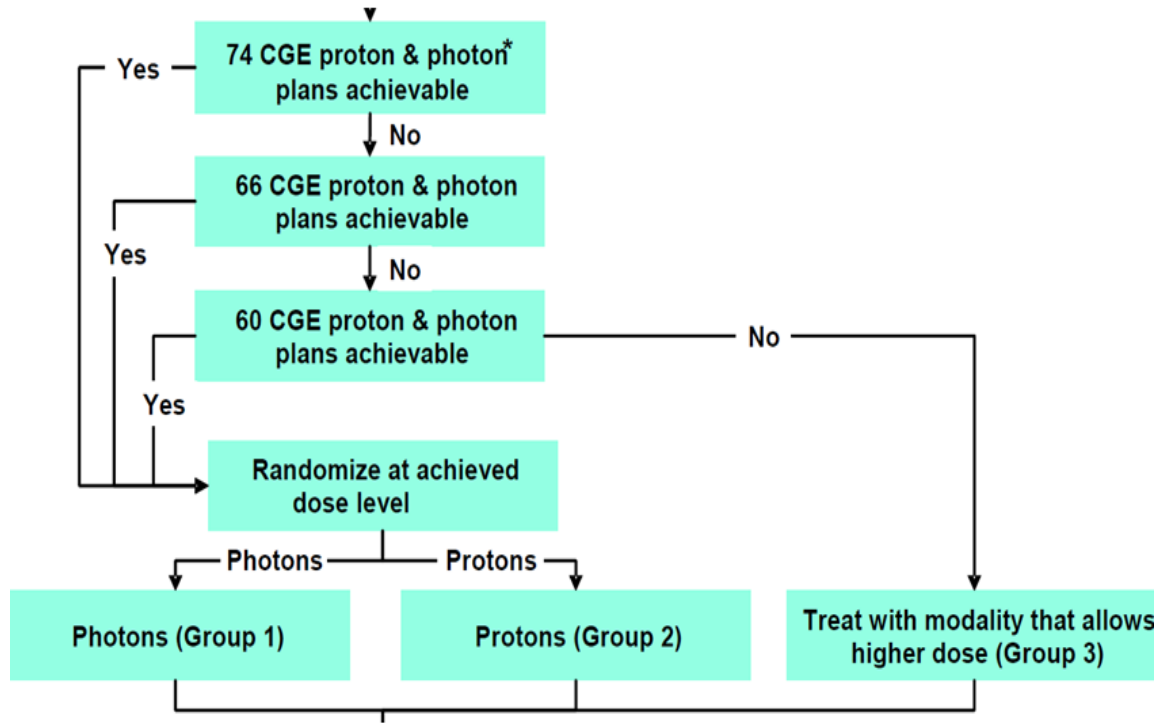 74 CGE proton & photon*
plans achievable
Yes
No
66 CGE proton & photon
plans achievable
Yes
No
60 CGE proton & photon
plans achievable
No
Yes
Randomize at achieved
dose level
Photons
Protons
Photons (Group 1)
Protons (Group 2)
Treat with modality that allows
higher dose (Group 3)